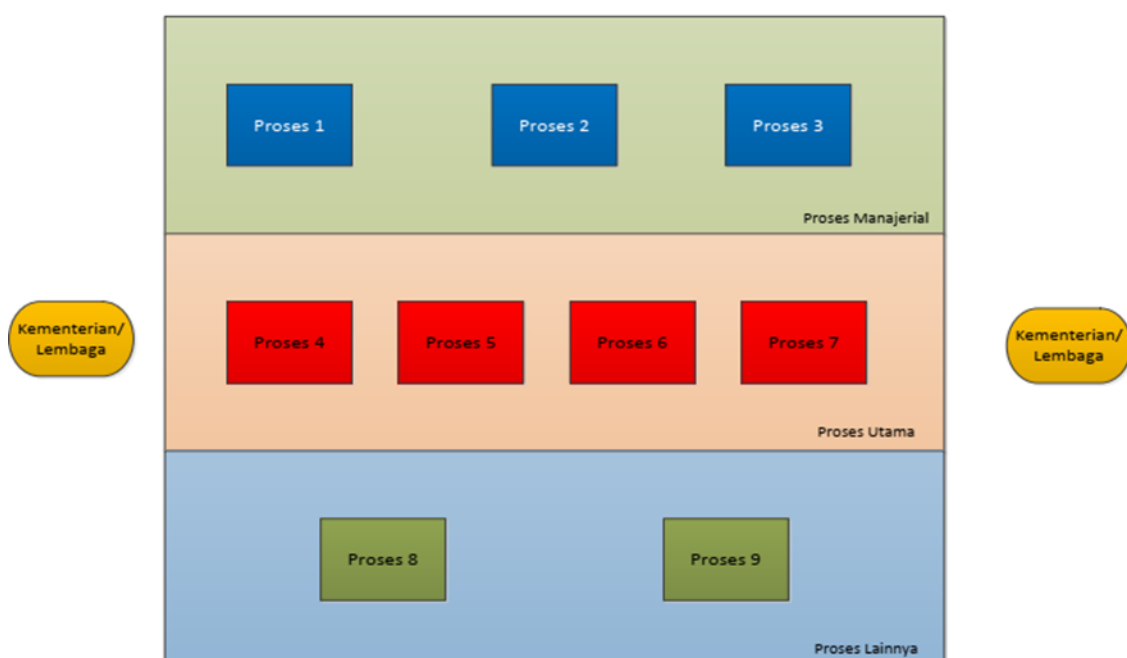 Proses 1
Proses 2
Proses 3
Proses Manajerial
Kementerian/
Lembaga
Proses 4
Proses 5
Proses 6
Proses 7
Kementerian/
Lembaga
Proses Utama
Proses 8
Proses 9
Proses Lainnya